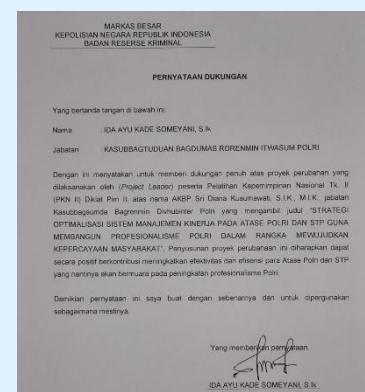 MARKAS BESAR
KEPOLISIAN NEGARA REPUBLIK INDONESIA
BADAN RESERSE KRIMINAL
PERNYATAAN DUKUNGAN
Yang bertanda tangan di bawah ini:
Nama : IDA AYU KADE SOMEYANI, S.Ik
Jabatan : KASUBBAGTUDUAN BAGDUMAS RORENMIN ITWASUM POLRI
Dengan ini menyatakan untuk memberi dukungan penuh atas proyek perubahan yang
dilaksanakan oleh (Project Leader) peserta Pelatihan Kepemimpinan Nasional Tk. II
(PKN II) Diklat Pim II, atas nama AKBP Sri Diana Kusumawati, S.I.K., M.I.K., jabatan
Kasubbagsumda Bagrenmin Divhubinter Polri yang mengambil judul "STRATEGI
OPTIMALISASI SISTEM MANAJEMEN KINERJA PADA ATASE POLRI DAN STP GUNA
MEMBANGUN PROFESIONALISME POLRI DALAM RANGKA MEWUJUDKAN
KEPERCAYAAN MASYARAKAT". Penyusunan proyek perubahan ini diharapkan dapat
secara positif berkontribusi meningkatkan efektivitas dan efisensi para Atase Polri dan STP
yang nantinya akan bermuara pada peningkatan profesionalisme Polri.
Demikian pernyataan ini saya buat dengan sebenarnya dan untuk dipergunakan
sebagaimana mestinya.
Yang memberikan pernyataan
IDA AYU KADE SOMEYANI, S.Ik